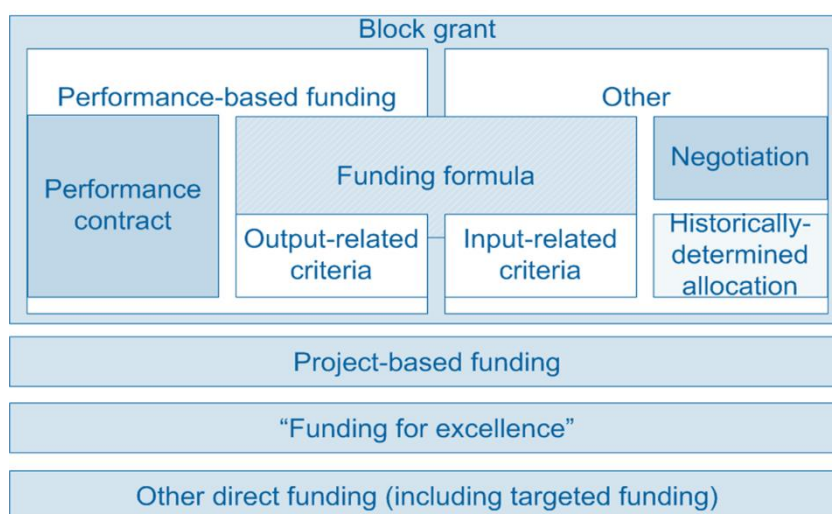 Block grant
Performance-based funding
Other
Performance
contract
Funding formula
Negotiation
Output-related
criteria
Input-related
criteria
Historically-
determined
allocation
Project-based funding
“Funding for excellence”
Other direct funding (including targeted funding)